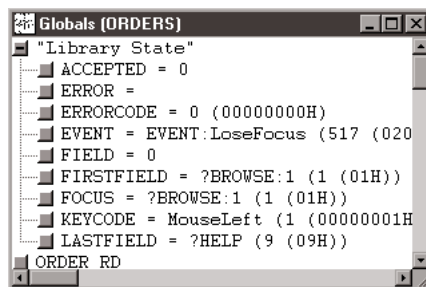 Globals (ORDERS)
"Library State"
ACCEPTED = 0
ERROR =
ERRORCODE = 0 (00000000H)
EVENT = EVENT:LoseFocus (517 (020
FIELD = 0
FIRSTFIELD = ?BROWSE:1 (1 (01H))
FOCUS = ?BROWSE:1 (1 (01H))
KEYCODE = MouseLeft (1 (00000001H
LASTFIELD = ?HELP (9 (09H))
ORDER RD